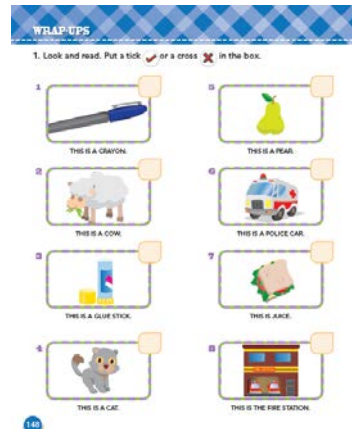 WRAP-UPS
1. Look and read. Put a tick or a cross in the box.
1
THIS IS A CRAYON.
2
THIS IS A COW.
3
THIS IS A GLUE STICK.
4
THIS IS A CAT.
5
THIS IS A PEAR.
6
THIS IS A POLICE CAR.
7
THIS IS JUICE.
8
THIS IS THE FIRE STATION.
148